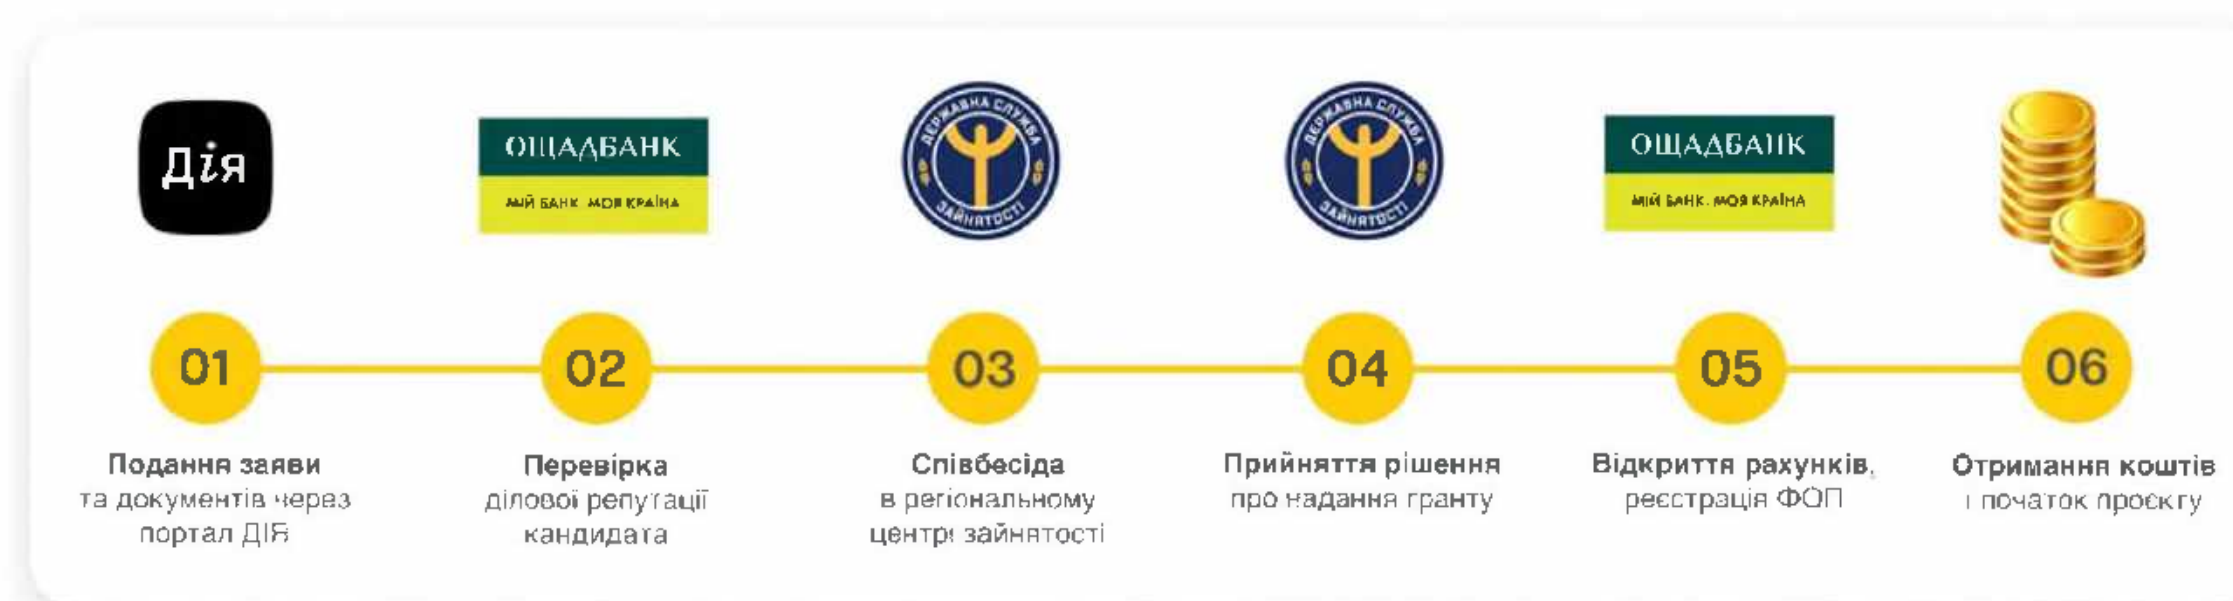 Дія
ОЩАДБАНК
МІЙ БАНК. МОЯ КРАЇНА
ДЕРЖАВНА СЛУЖБА
ЗАЙНЯТОСТІ
ДЕРЖАВНА СЛУЖБА
ЗАЙНЯТОСТІ
ОЩАДБАНК
МІЙ БАНК. МОЯ КРАЇНА
01
02
03
04
05
06
Подання заяви
та документів через
портал ДІЯ
Перевірка
ділової репутації
кандидата
Співбесіда
в регіональному
центрі зайнятості
Прийняття рішення
про надання гранту
Відкриття рахунків,
реєстрація ФОП
Отримання коштів
і початок проєкту